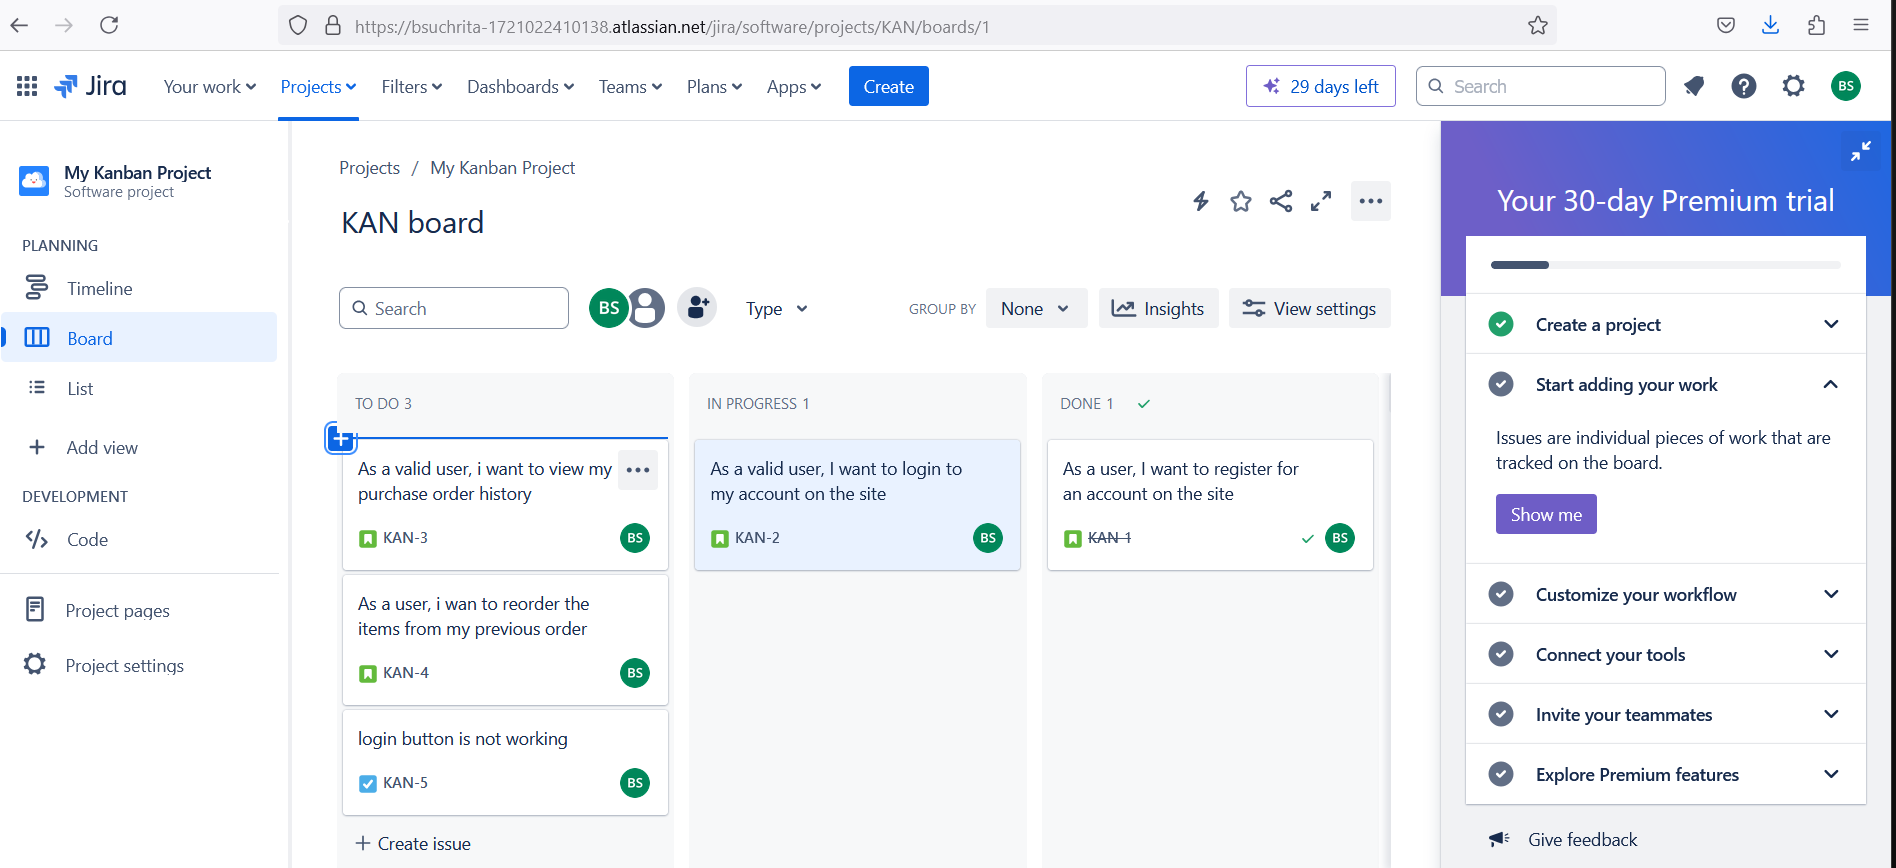 https://bsuchrita-1721022410138.atlassian.net/jira/software/projects/KAN/boards/1
Jira
Your work
Projects
Filters
Dashboards
Teams
Plans
Apps
Create
29 days left
Search
BS
My Kanban Project
Software project
PLANNING
Timeline
Board
List
Add view
DEVELOPMENT
Code
Project pages
Project settings
Projects / My Kanban Project
KAN board
Search
BS
Type
GROUP BY
None
Insights
View settings
TO DO 3
As a valid user, i want to view my
purchase order history
KAN-3
BS
As a user, i wan to reorder the
items from my previous order
KAN-4
BS
login button is not working
KAN-5
BS
Create issue
IN PROGRESS 1
As a valid user, I want to login to
my account on the site
KAN-2
BS
DONE 1
As a user, I want to register for
an account on the site
KAN-1
BS
Your 30-day Premium trial
Create a project
Start adding your work
Issues are individual pieces of work that are
tracked on the board.
Show me
Customize your workflow
Connect your tools
Invite your teammates
Explore Premium features
Give feedback